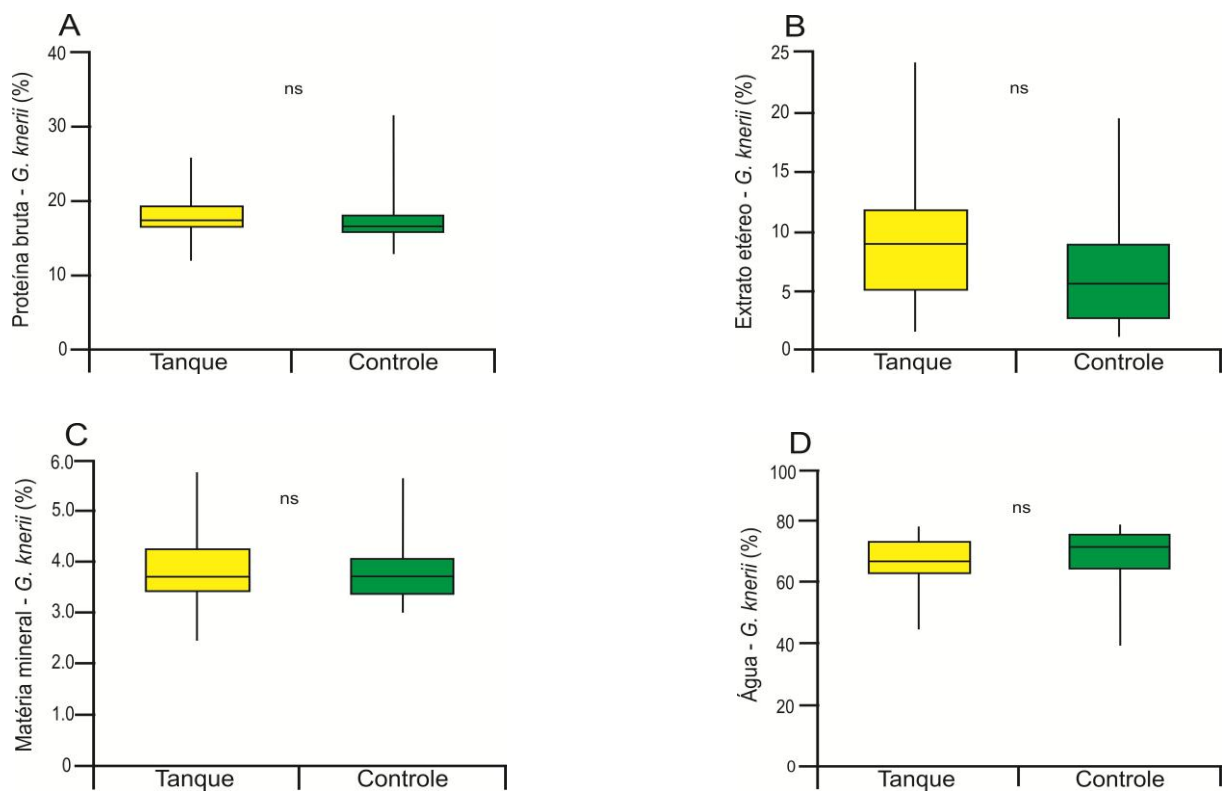 A
Proteína bruta - G. knerii (%)
40
30
20
10
0
ns
Tanque
Controle
B
Extrato etéreo - G. knerii (%)
25
20
15
10
5
0
ns
Tanque
Controle
C
Matéria mineral - G. knerii (%)
6.0
5.0
4.0
3.0
2.0
1.0
0
ns
Tanque
Controle
D
Água - G. knerii (%)
100
80
60
40
20
0
ns
Tanque
Controle